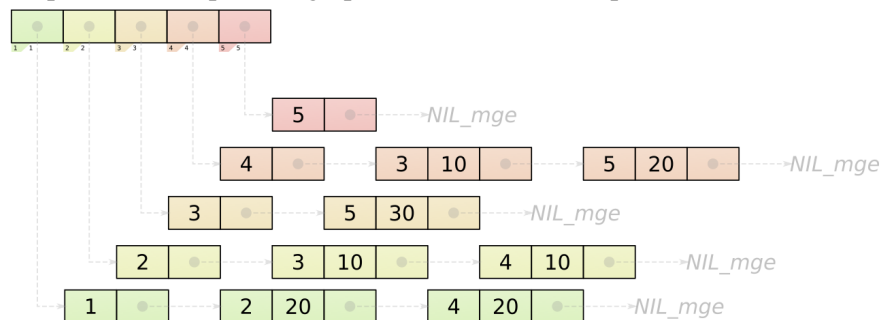 1 1 2 2 3 3 4 4 5 5
5 NIL_mge
4 3 10 5 20 NIL_mge
3 5 30 NIL_mge
2 3 10 4 10 NIL_mge
1 2 20 4 20 NIL_mge